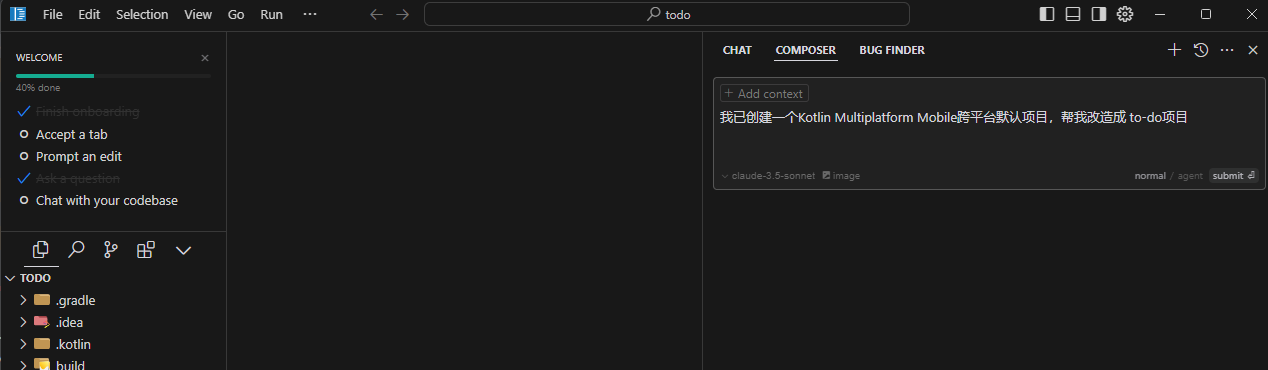 File Edit Selection View Go Run ··· todo
WELCOME
40% done
Finish onboarding
Accept a tab
Prompt an edit
Ask a question
Chat with your codebase
TODO
.gradle
.idea
.kotlin
build
CHAT COMPOSER BUG FINDER
+ Add context
我已创建一个Kotlin Multiplatform Mobile跨平台默认项目，帮我改造成 to-do项目
claude-3.5-sonnet image normal / agent submit ⏎